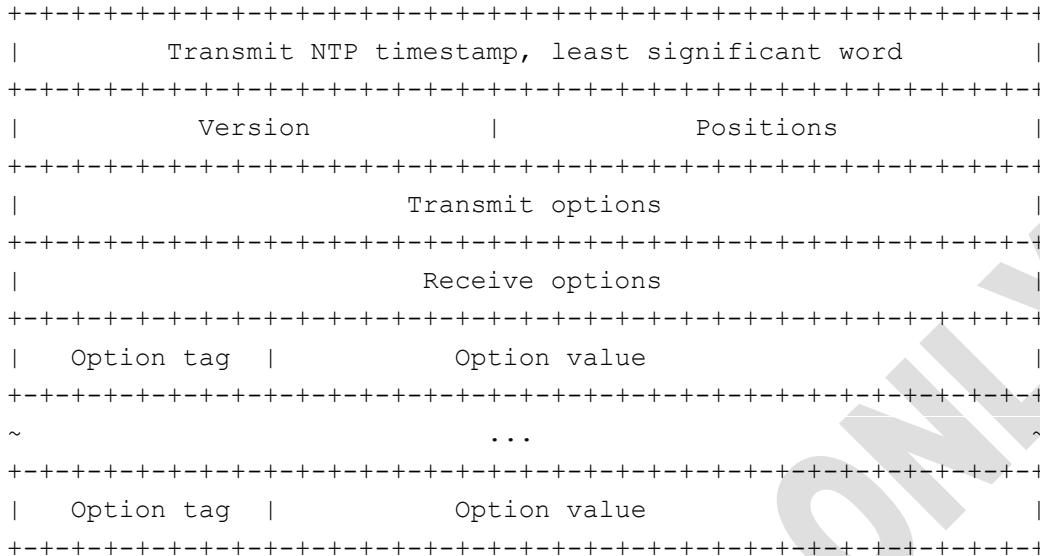 +-+-+-+-+-+-+-+-+-+-+-+-+-+-+-+-+-+-+-+-+-+-+-+-+-+-+-+-+-+-+-+-+
| Transmit NTP timestamp, least significant word |
+-+-+-+-+-+-+-+-+-+-+-+-+-+-+-+-+-+-+-+-+-+-+-+-+-+-+-+-+-+-+-+-+
| Version | Positions |
+-+-+-+-+-+-+-+-+-+-+-+-+-+-+-+-+-+-+-+-+-+-+-+-+-+-+-+-+-+-+-+-+
| Transmit options |
+-+-+-+-+-+-+-+-+-+-+-+-+-+-+-+-+-+-+-+-+-+-+-+-+-+-+-+-+-+-+-+-+
| Receive options |
+-+-+-+-+-+-+-+-+-+-+-+-+-+-+-+-+-+-+-+-+-+-+-+-+-+-+-+-+-+-+-+-+
| Option tag | Option value |
+-+-+-+-+-+-+-+-+-+-+-+-+-+-+-+-+-+-+-+-+-+-+-+-+-+-+-+-+-+-+-+-+
~ ... ~
+-+-+-+-+-+-+-+-+-+-+-+-+-+-+-+-+-+-+-+-+-+-+-+-+-+-+-+-+-+-+-+-+
| Option tag | Option value |
+-+-+-+-+-+-+-+-+-+-+-+-+-+-+-+-+-+-+-+-+-+-+-+-+-+-+-+-+-+-+-+-+
ONLY